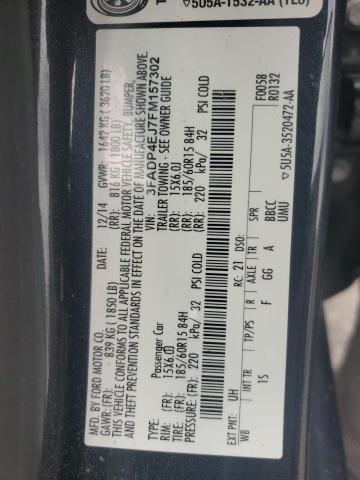 5U5A-1532-AA (TEO)
MFD. BY FORD MOTOR CO.
DATE: 12/14 GVWR: 1642 KG ( 3620 LB)
GAWR: (FR): 839 KG (1850 LB) (RR): 816 KG (1800 LB)
THIS VEHICLE CONFORMS TO ALL APPLICABLE FEDERAL MOTOR VEHICLE SAFETY, BUMPER,
AND THEFT PREVENTION STANDARDS IN EFFECT ON THE DATE OF MANUFACTURE SHOWN ABOVE.
VIN: 3FADP4EJ7FM157302
Passenger Car TRAILER TOWING - SEE OWNER GUIDE
RIM: (FR): 15X6.0J (RR): 15X6.0J
TIRE: (FR): 185/60R15 84H (RR): 185/60R15 84H
PRESSURE:(FR): 220 kPa/ 32 PSI COLD (RR): 220 kPa/ 32 PSI COLD
F0058
EXT PNT: UH RC: 21 DSO: R0132
WB INT TR TP/PS R AXLE TR SPR
15 F GG A BBCC
UMU
5U5A-3520472-AA